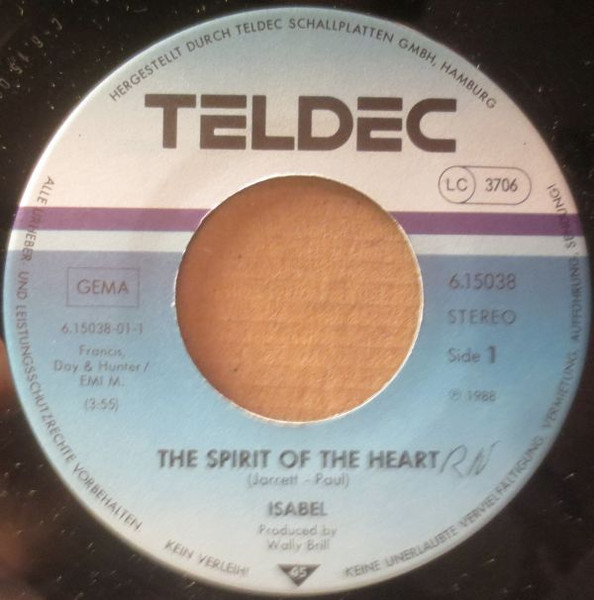 HERGESTELLT DURCH TELDEC SCHALLPLATTEN GMBH, HAMBURG
TELDEC
LC 3706
GEMA
6.15038-01-1
Francis,
Day & Hunter/
EMI M.
(3:55)
6.15038
STEREO
Side 1
℗ 1988
THE SPIRIT OF THE HEART RN
(Jarrett - Paul)
ISABEL
Produced by
Wally Brill
45
ALLE URHEBER- UND LEISTUNGSSCHUTZRECHTE VORBEHALTEN
KEIN VERLEIH!
KEINE UNERLAUBTE VERVIELFÄLTIGUNG, VERMIETUNG, AUFFÜHRUNG, SENDUNG!